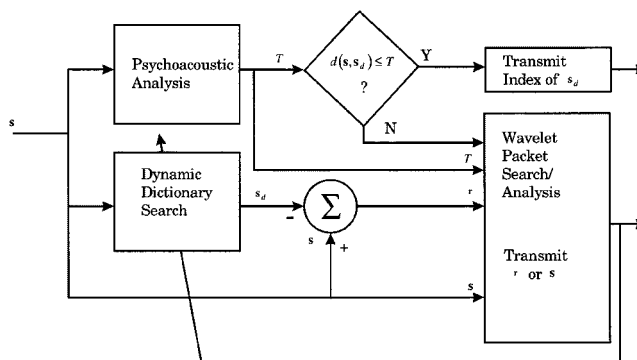 Psychoacoustic
Analysis
T
d(s,s_d) ≤ T
?
Y
Transmit
Index of s_d
s
N
Wavelet
Packet
Search/
Analysis
T
Dynamic
Dictionary
Search
s_d
−
Σ
r
s
+
Transmit
r or s
s